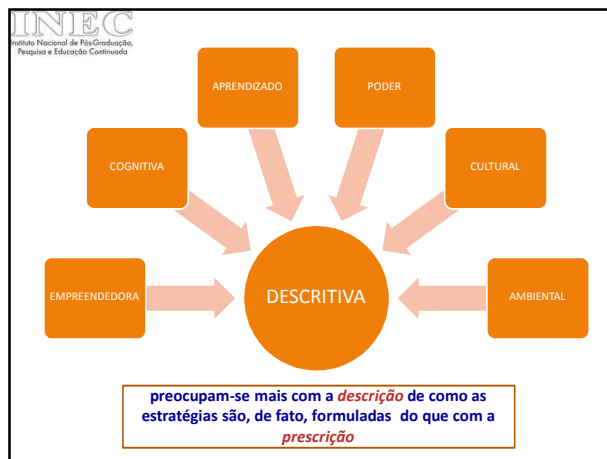 INEC
Instituto Nacional de Pós-Graduação,
Pesquisa e Educação Continuada
APRENDIZADO
PODER
COGNITIVA
CULTURAL
EMPREENDEDORA
DESCRITIVA
AMBIENTAL
preocupam-se mais com a descrição de como as
estratégias são, de fato, formuladas do que com a
prescrição